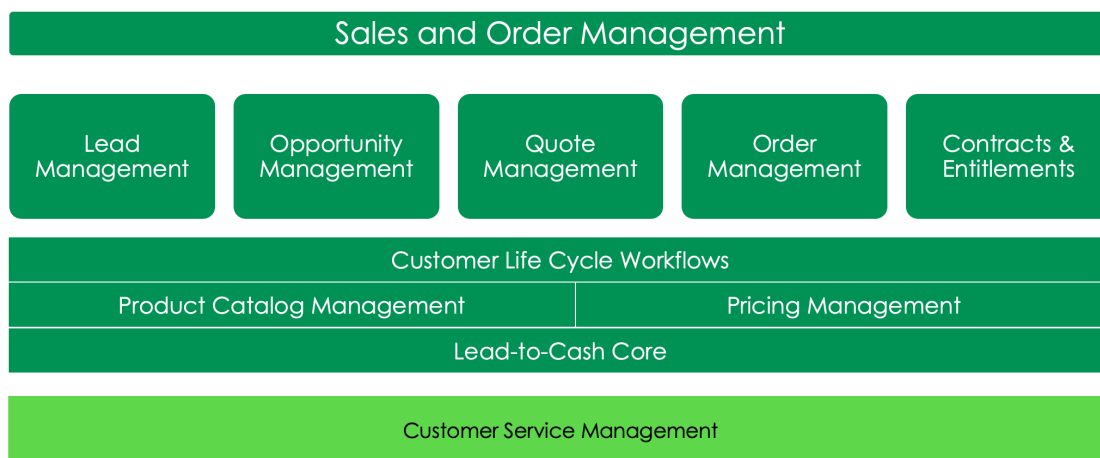 Sales and Order Management
Lead
Management
Opportunity
Management
Quote
Management
Order
Management
Contracts &
Entitlements
Customer Life Cycle Workflows
Product Catalog Management
Pricing Management
Lead-to-Cash Core
Customer Service Management